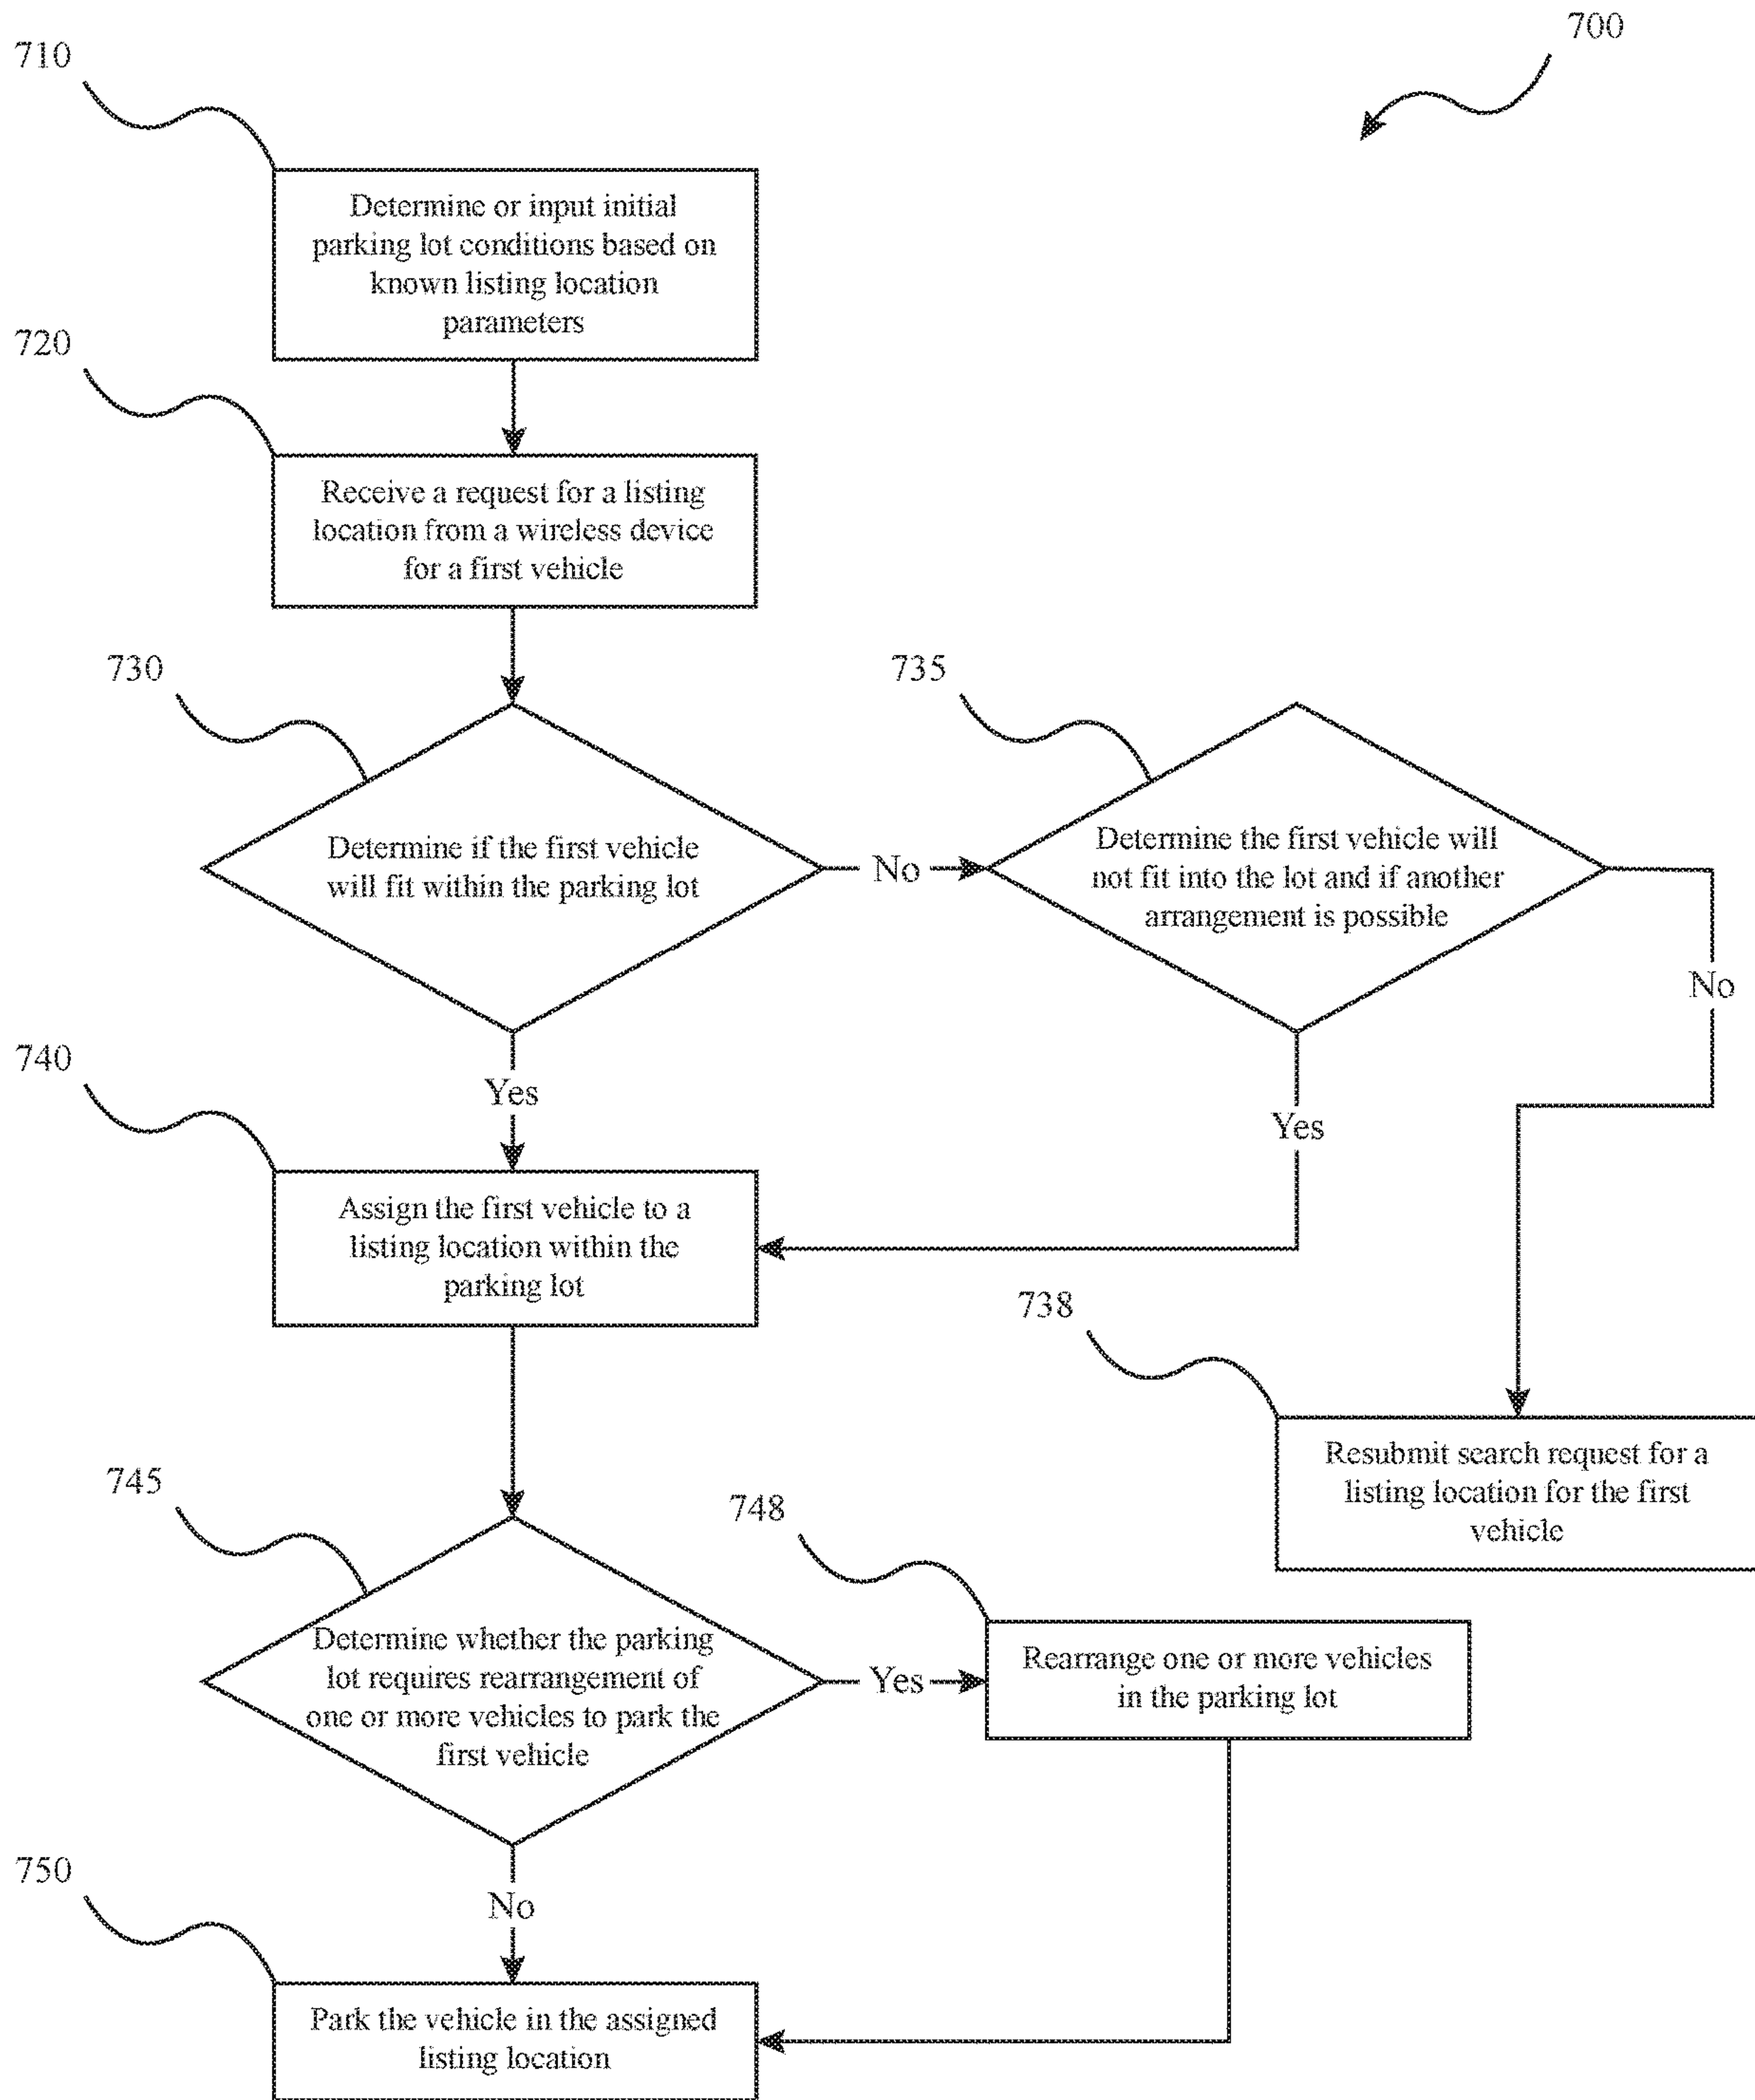 700
710
Determine or input initial
parking lot conditions based on
known listing location
parameters
720
Receive a request for a listing
location from a wireless device
for a first vehicle
730
Determine if the first vehicle
will fit within the parking lot
No
735
Determine the first vehicle will
not fit into the lot and if another
arrangement is possible
No
Yes
Yes
740
Assign the first vehicle to a
listing location within the
parking lot
738
Resubmit search request for a
listing location for the first
vehicle
745
Determine whether the parking
lot requires rearrangement of
one or more vehicles to park the
first vehicle
Yes
748
Rearrange one or more vehicles
in the parking lot
No
750
Park the vehicle in the assigned
listing location